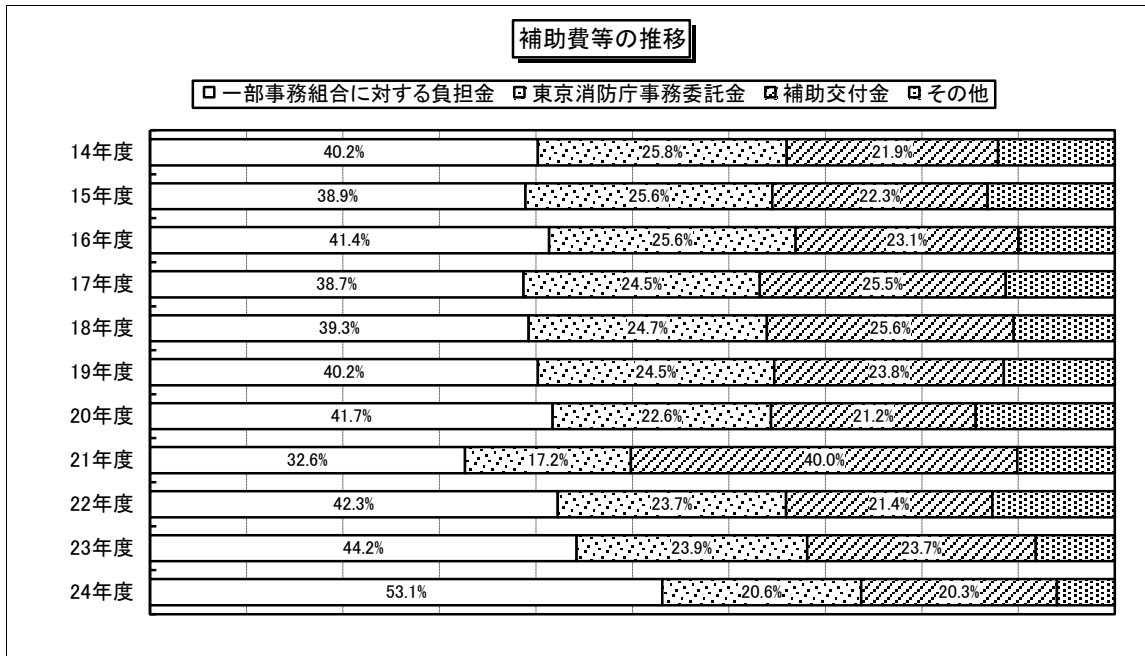 補助費等の推移
一部事務組合に対する負担金 東京消防庁事務委託金 補助交付金 その他
14年度 40.2% 25.8% 21.9%
15年度 38.9% 25.6% 22.3%
16年度 41.4% 25.6% 23.1%
17年度 38.7% 24.5% 25.5%
18年度 39.3% 24.7% 25.6%
19年度 40.2% 24.5% 23.8%
20年度 41.7% 22.6% 21.2%
21年度 32.6% 17.2% 40.0%
22年度 42.3% 23.7% 21.4%
23年度 44.2% 23.9% 23.7%
24年度 53.1% 20.6% 20.3%